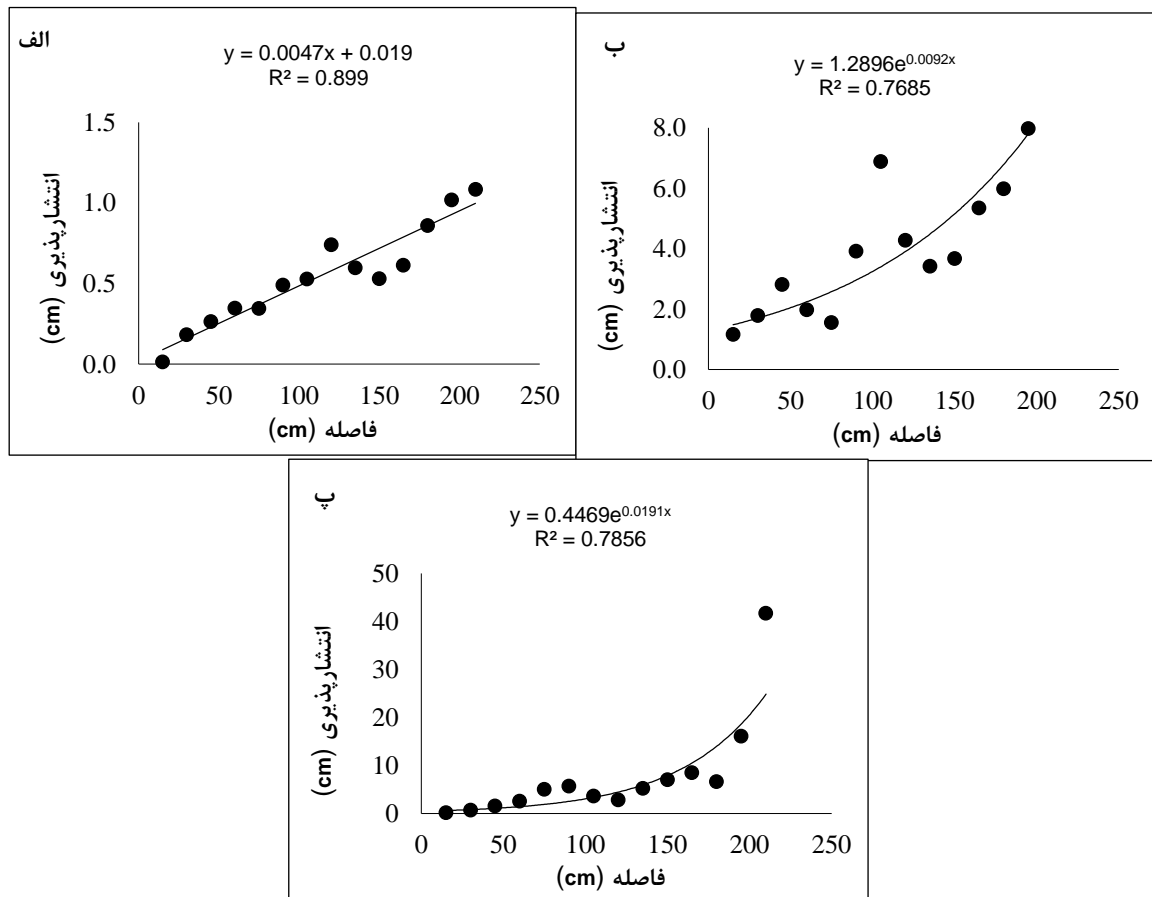 الف
y = 0.0047x + 0.019
R² = 0.899
انتشارپذیری (cm)
1.5
1.0
0.5
0.0
0 50 100 150 200 250
فاصله (cm)
ب
y = 1.2896e^0.0092x
R² = 0.7685
انتشارپذیری (cm)
8.0
6.0
4.0
2.0
0.0
0 50 100 150 200 250
فاصله (cm)
پ
y = 0.4469e^0.0191x
R² = 0.7856
انتشارپذیری (cm)
50
40
30
20
10
0
0 50 100 150 200 250
فاصله (cm)